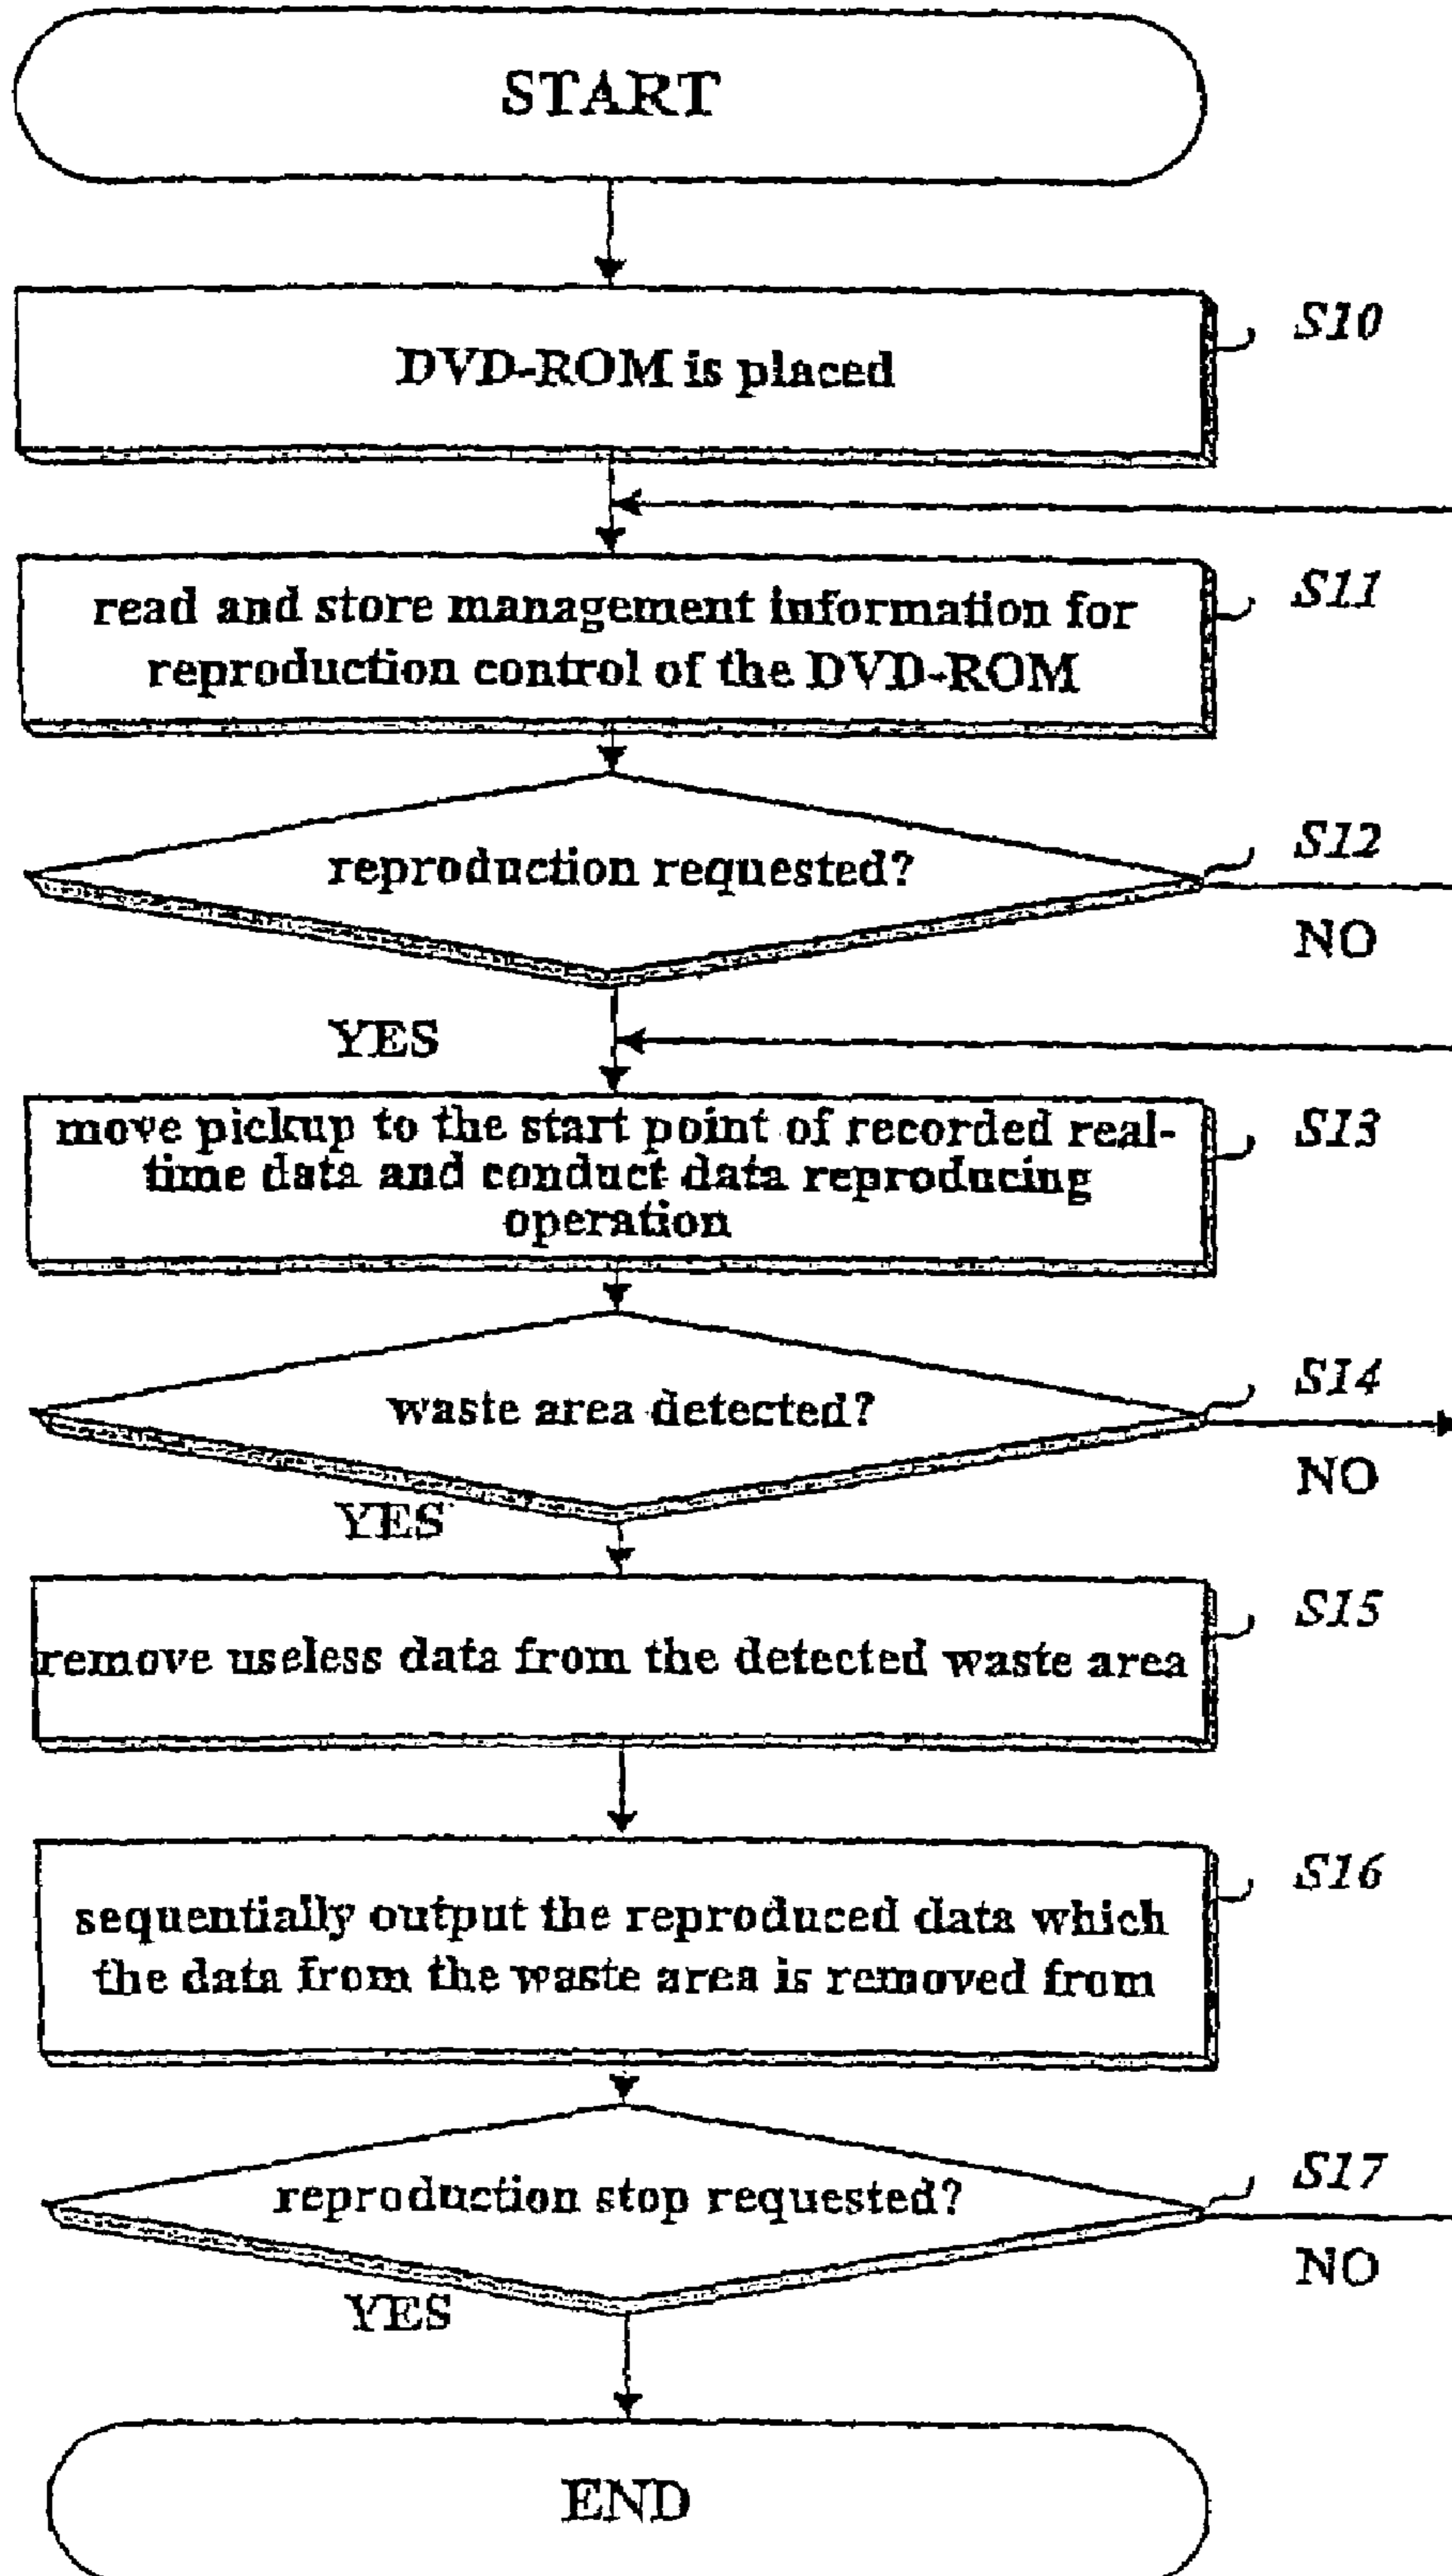 START
DVD-ROM is placed
S10
read and store management information for
reproduction control of the DVD-ROM
S11
reproduction requested?
S12
NO
YES
move pickup to the start point of recorded real-
time data and conduct data reproducing
operation
S13
waste area detected?
S14
NO
YES
remove useless data from the detected waste area
S15
sequentially output the reproduced data which
the data from the waste area is removed from
S16
reproduction stop requested?
S17
NO
YES
END